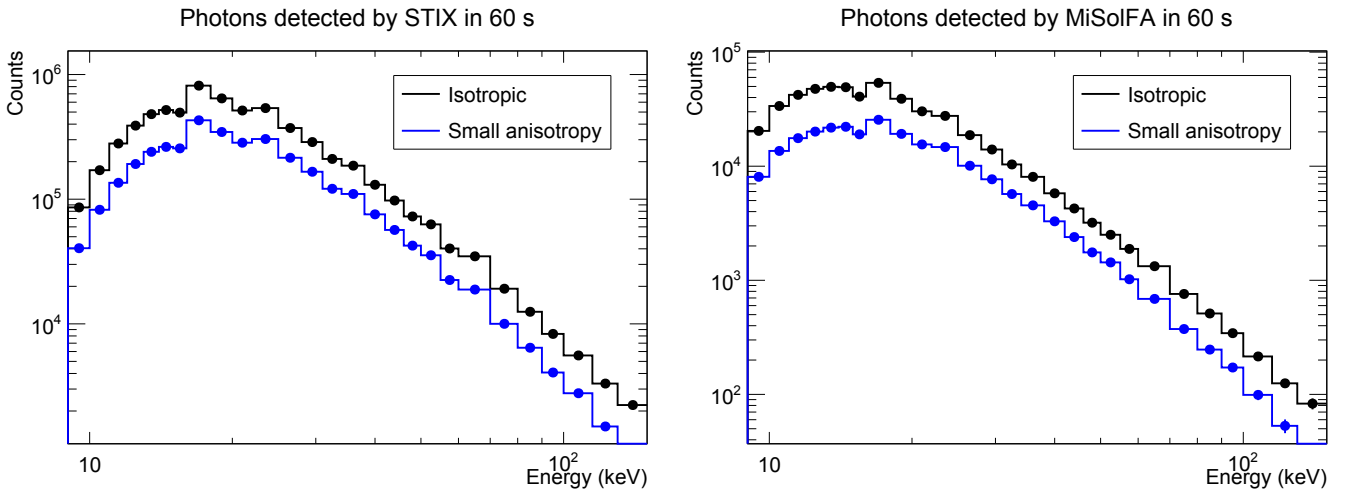 Photons detected by STIX in 60 s
Counts
10^6
10^5
10^4
Isotropic
Small anisotropy
10
10^2
Energy (keV)
Photons detected by MiSolFA in 60 s
Counts
10^5
10^4
10^3
10^2
Isotropic
Small anisotropy
10
10^2
Energy (keV)